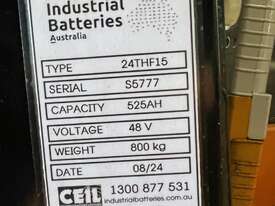 Industrial
Batteries
Australia
TYPE 24THF15
SERIAL S5777
CAPACITY 525AH
VOLTAGE 48 V
WEIGHT 800 kg
DATE 08/24
CEIL 1300 877 531
industrialbatteries.com.au